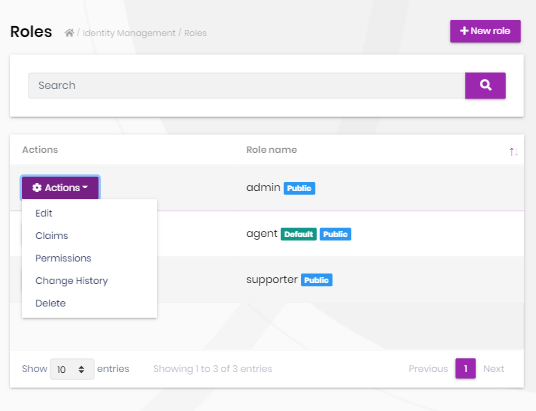 Roles / Identity Management / Roles
+ New role
Search
Actions Role name
Actions admin Public
Edit
Claims agent Default Public
Permissions
Change History supporter Public
Delete
Show 10 entries Showing 1 to 3 of 3 entries Previous 1 Next